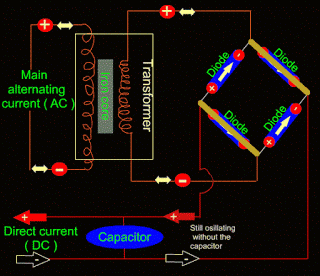 Main
alternating
current ( AC )
Iron core
Transformer
Diode
Diode
Diode
Diode
Direct current
( DC )
Capacitor
Still osillating
without the
capacitor